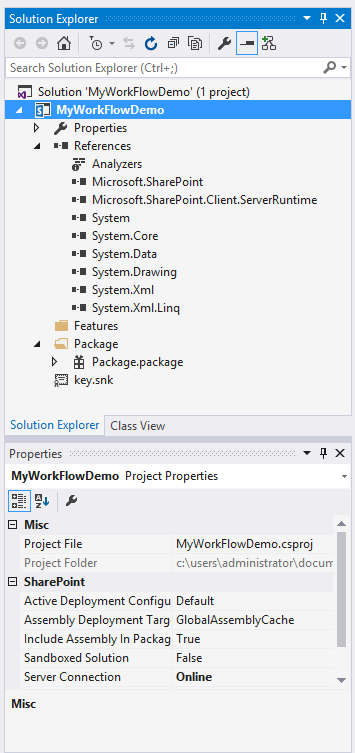 Solution Explorer
Search Solution Explorer (Ctrl+;)
Solution 'MyWorkFlowDemo' (1 project)
MyWorkFlowDemo
Properties
References
Analyzers
Microsoft.SharePoint
Microsoft.SharePoint.Client.ServerRuntime
System
System.Core
System.Data
System.Drawing
System.Xml
System.Xml.Linq
Features
Package
Package.package
key.snk
Solution Explorer Class View
Properties
MyWorkFlowDemo Project Properties
Misc
Project File MyWorkFlowDemo.csproj
Project Folder c:\users\administrator\docum
SharePoint
Active Deployment Configu Default
Assembly Deployment Targ GlobalAssemblyCache
Include Assembly In Packag True
Sandboxed Solution False
Server Connection Online
Misc